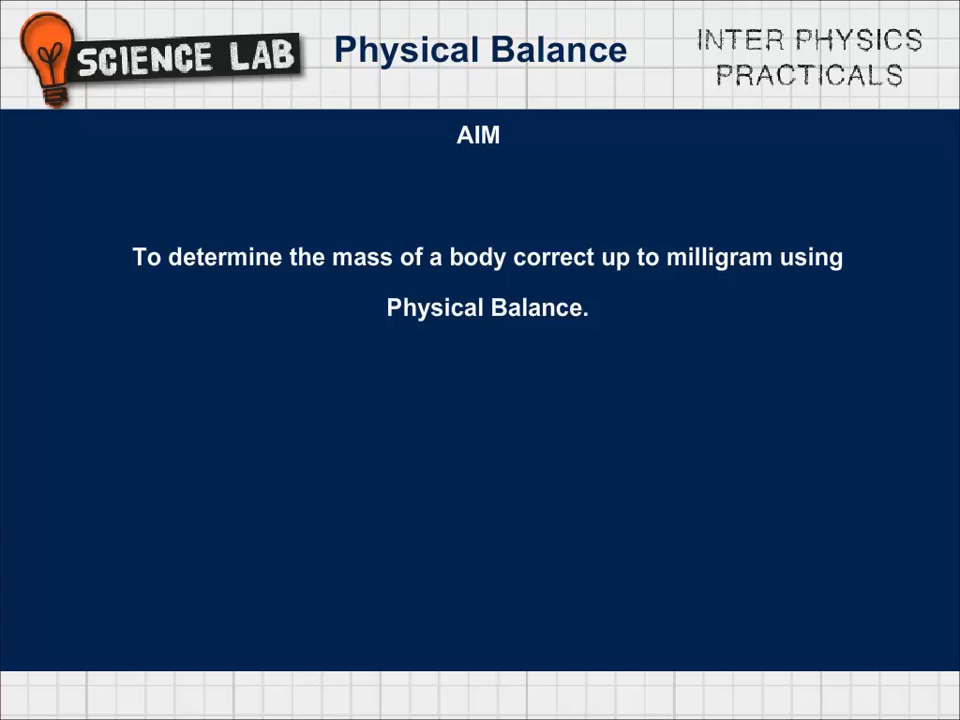 SCIENCE LAB
Physical Balance
INTER PHYSICS
PRACTICALS
AIM
To determine the mass of a body correct up to milligram using
Physical Balance.